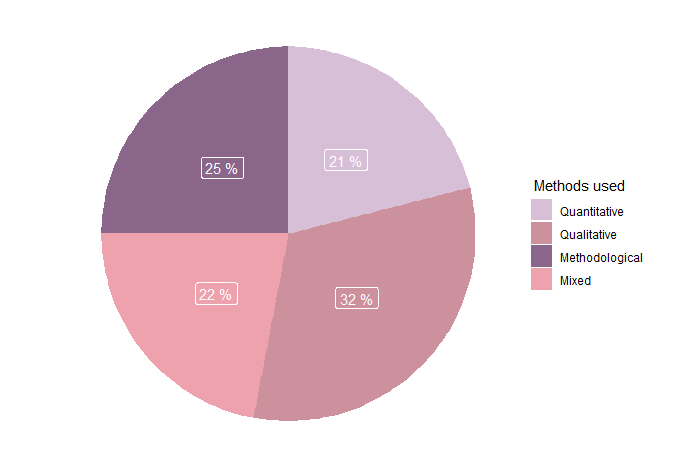 21 %
25 %
22 %
32 %
Methods used
Quantitative
Qualitative
Methodological
Mixed